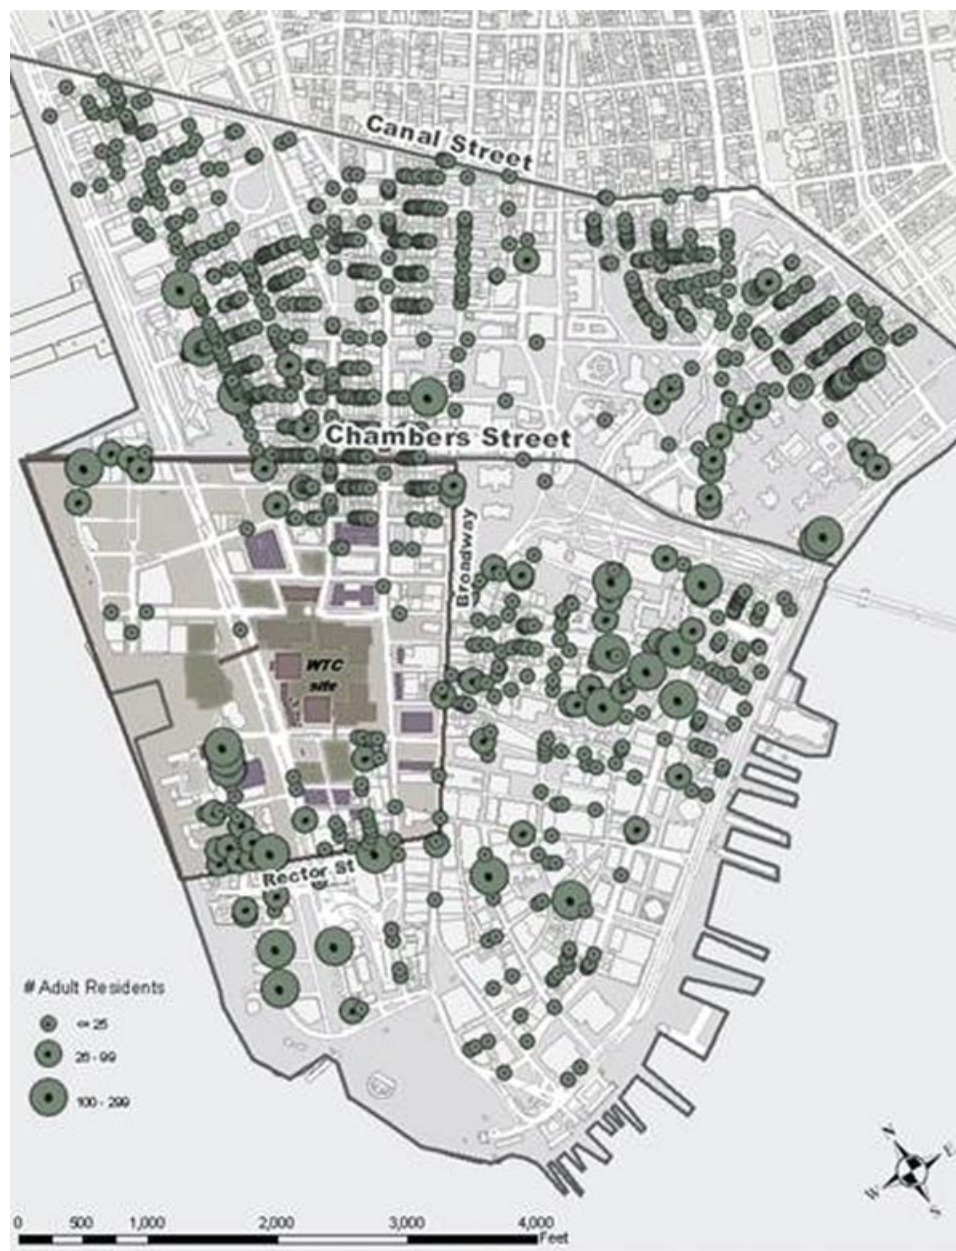 Canal Street
Chambers Street
Broadway
WTC
site
Rector St
# Adult Residents
<= 25
26 - 99
100 - 299
N
E
W
S
0 500 1,000 2,000 3,000 4,000
Feet